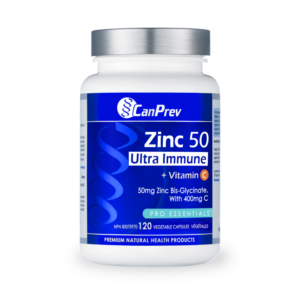 CanPrev
Zinc 50
Ultra Immune
+ Vitamin C
50mg Zinc Bis-Glycinate,
With 400mg C
PRO ESSENTIALS
120 VEGETABLE CAPSULES VÉGÉTALES
PREMIUM NATURAL HEALTH PRODUCTS